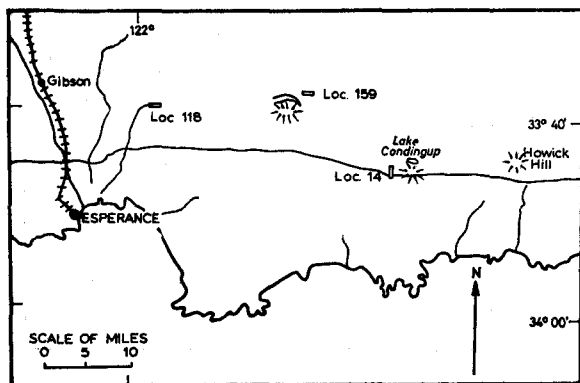 122°
Gibson
Loc. 118
Loc. 159
33° 40'
Lake
Condingup
Howick
Hill
Loc. 14
ESPERANCE
N
34° 00'
SCALE OF MILES
0 5 10